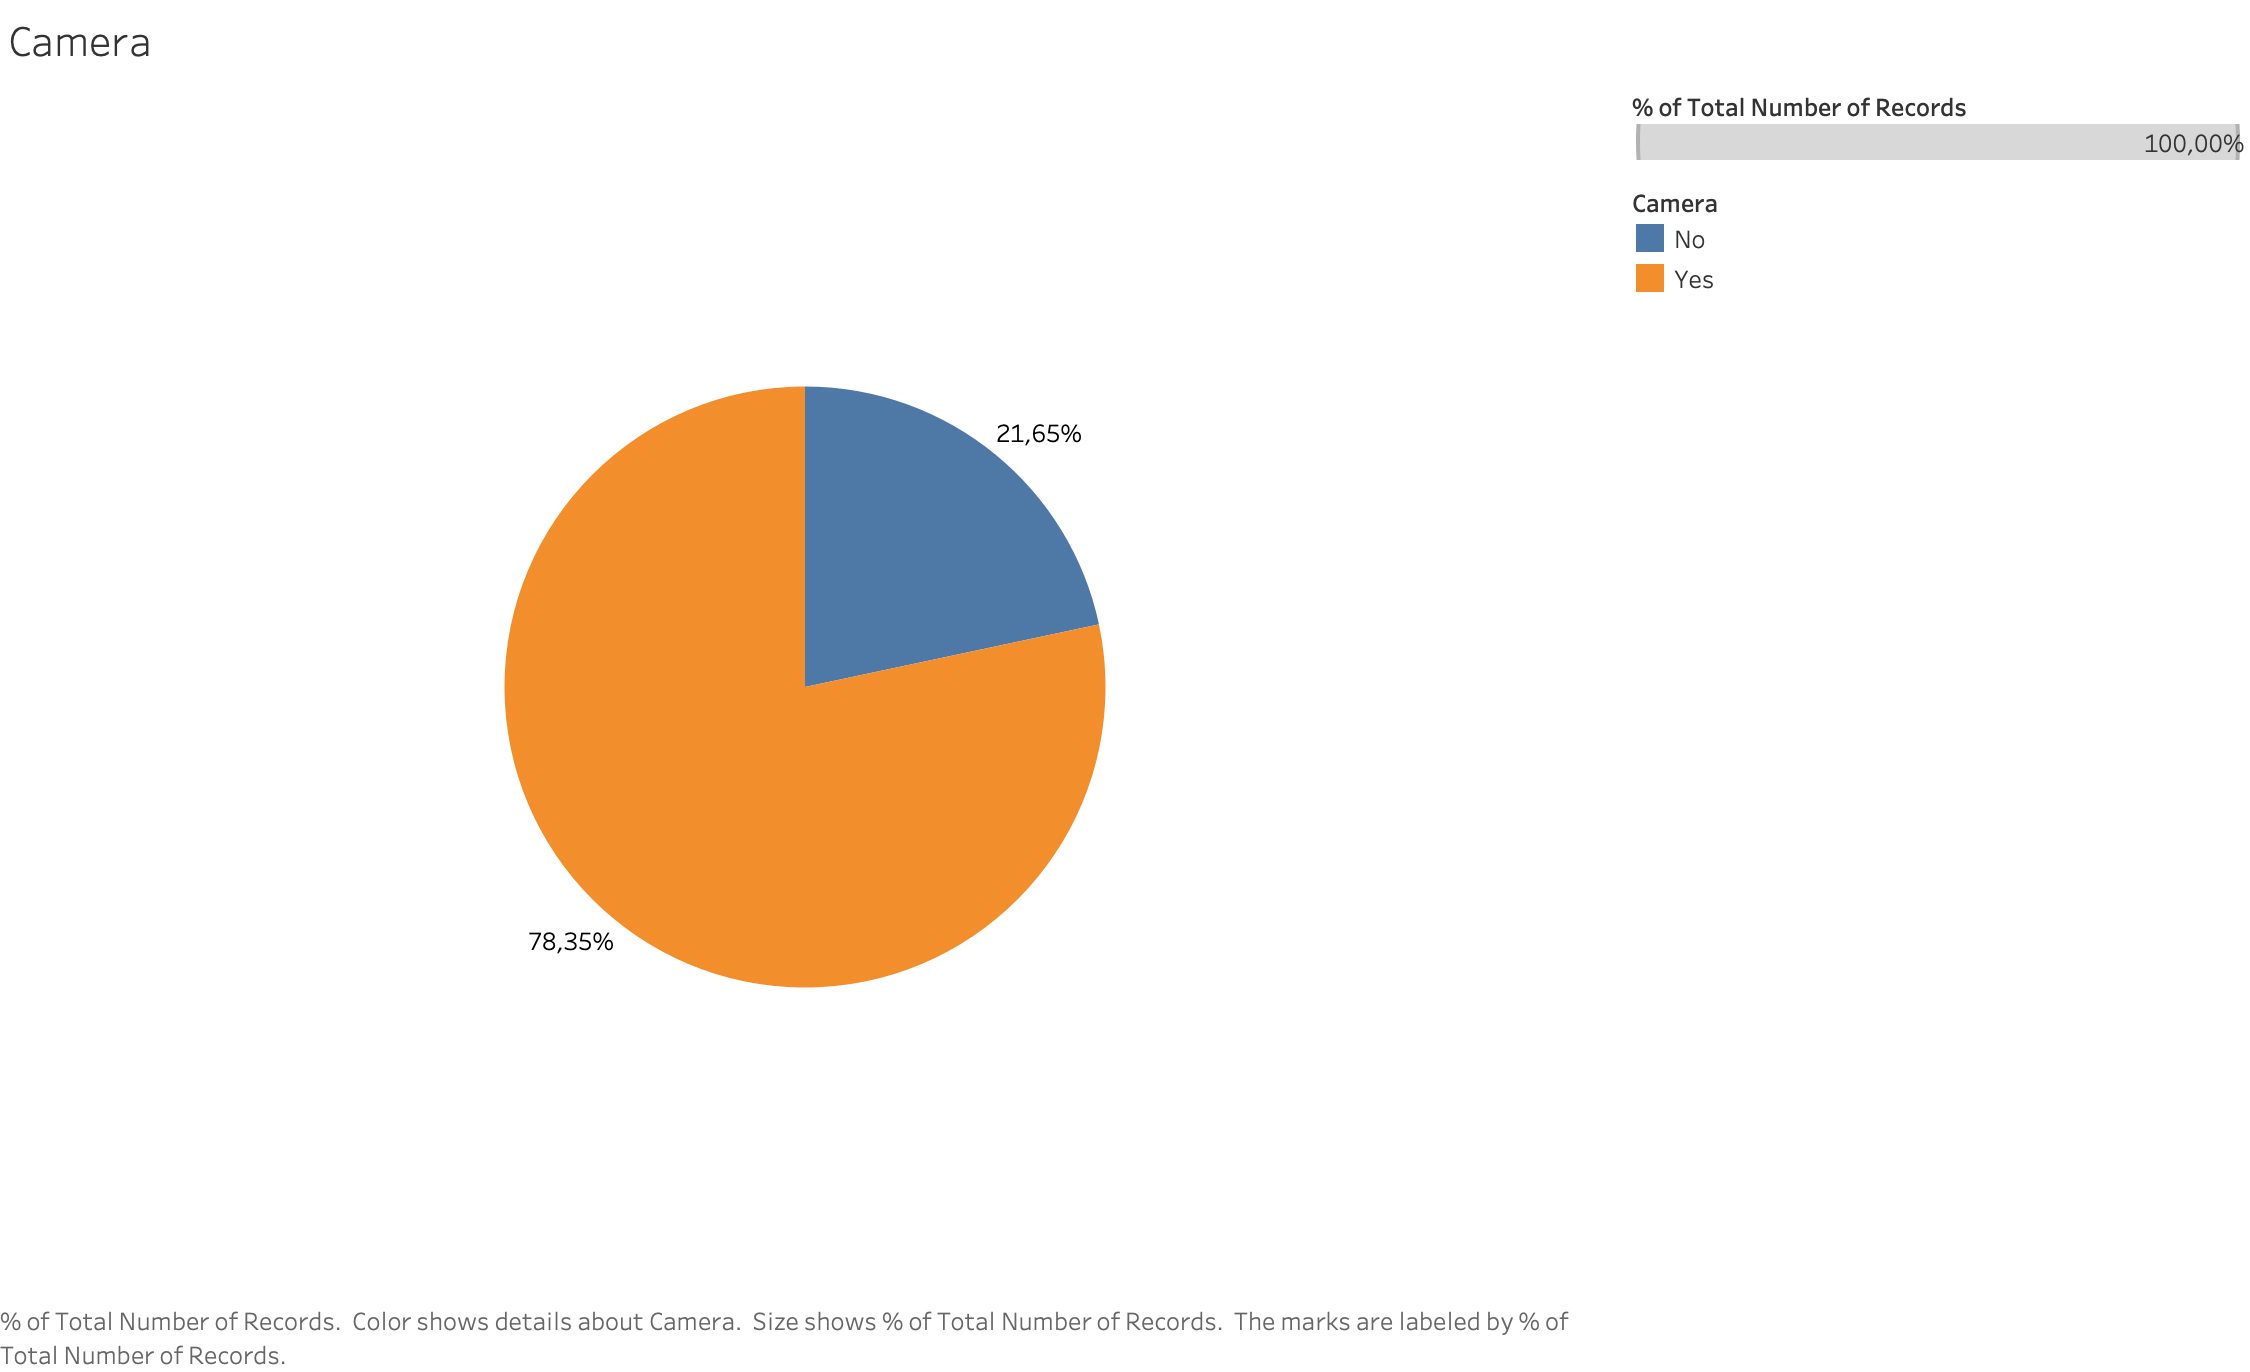 Camera
% of Total Number of Records
100,00%
Camera
No
Yes
21,65%
78,35%
% of Total Number of Records.  Color shows details about Camera.  Size shows % of Total Number of Records.  The marks are labeled by % of
Total Number of Records.